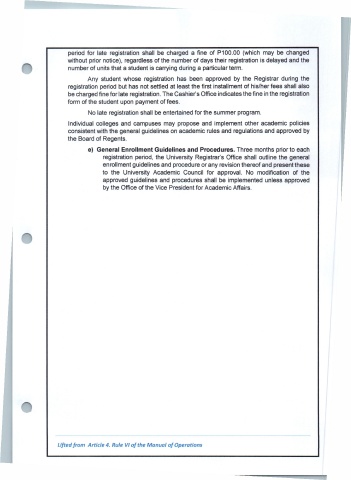 period for late registration shall be charged a fine of P100.00 (which may be changed
without prior notice), regardless of the number of days their registration is delayed and the
number of units that a student is carrying during a particular term.
Any student whose registration has been approved by the Registrar during the
registration period but has not settled at least the first installment of his/her fees shall also
be charged fine for late registration. The Cashier's Office indicates the fine in the registration
form of the student upon payment of fees.
No late registration shall be entertained for the summer program.
Individual colleges and campuses may propose and implement other academic policies
consistent with the general guidelines on academic rules and regulations and approved by
the Board of Regents.
e) General Enrollment Guidelines and Procedures. Three months prior to each
registration period, the University Registrar's Office shall outline the general
enrollment guidelines and procedure or any revision thereof and present these
to the University Academic Council for approval. No modification of the
approved guidelines and procedures shall be implemented unless approved
by the Office of the Vice President for Academic Affairs.
Lifted from Article 4. Rule VI of the Manual of Operations